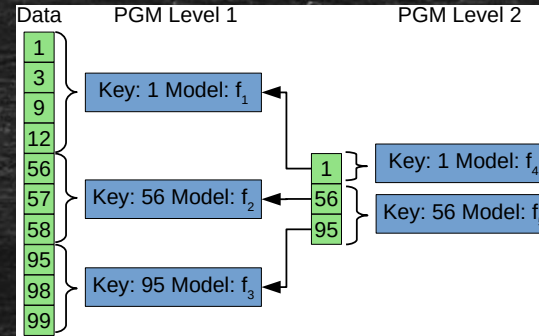 Data PGM Level 1 PGM Level 2
1
3
9
12
56
57
58
95
98
99
Key: 1 Model: f1
Key: 56 Model: f2
Key: 95 Model: f3
1
56
95
Key: 1 Model: f4
Key: 56 Model: f